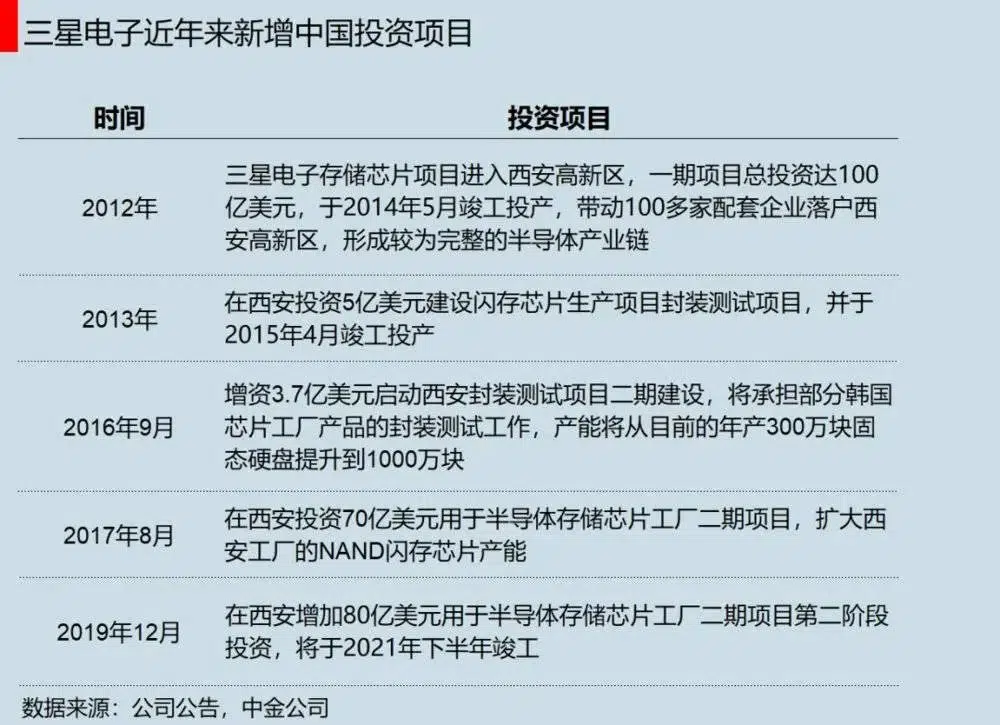 三星电子近年来新增中国投资项目
时间 投资项目
2012年
三星电子存储芯片项目进入西安高新区，一期项目总投资达100
亿美元，于2014年5月竣工投产，带动100多家配套企业落户西
安高新区，形成较为完整的半导体产业链
2013年
在西安投资5亿美元建设闪存芯片生产项目封装测试项目，并于
2015年4月竣工投产
2016年9月
增资3.7亿美元启动西安封装测试项目二期建设，将承担部分韩国
芯片工厂产品的封装测试工作，产能将从目前的年产300万块固
态硬盘提升到1000万块
2017年8月
在西安投资70亿美元用于半导体存储芯片工厂二期项目，扩大西
安工厂的NAND闪存芯片产能
2019年12月
在西安增加80亿美元用于半导体存储芯片工厂二期项目第二阶段
投资，将于2021年下半年竣工
数据来源：公司公告，中金公司